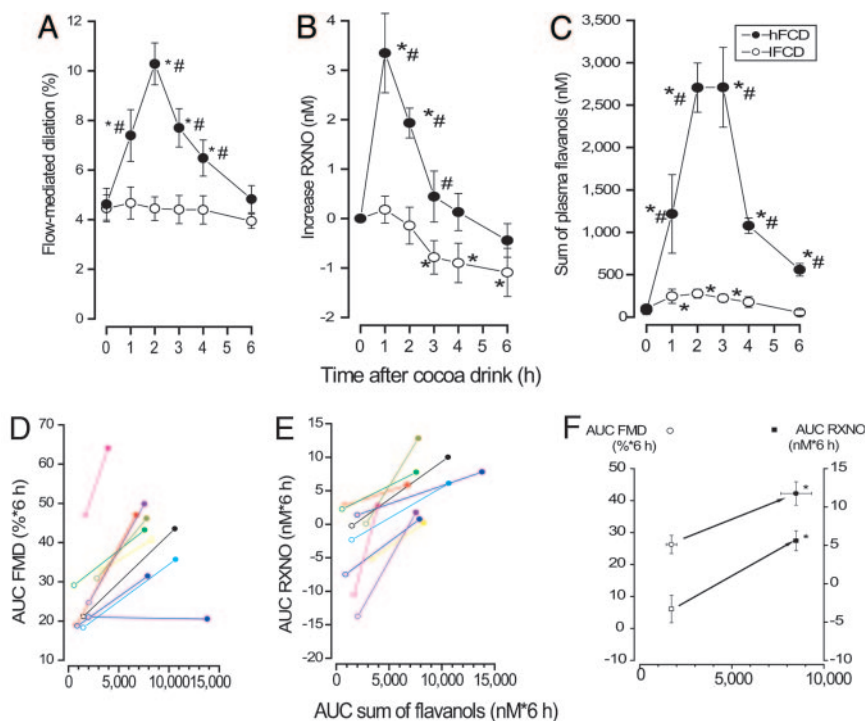 A
Flow-mediated dilation (%)
12
10
8
6
4
2
0
0 1 2 3 4 6
*#
*#
*#
*#
B
Increase RXNO (nM)
4
3
2
1
0
-1
-2
0 1 2 3 4 6
*#
*#
#
*
*
*
C
Sum of plasma flavanols (nM)
3,500
3,000
2,500
2,000
1,500
1,000
500
0
0 1 2 3 4 6
hFCD
lFCD
*#
*#
*#
*#
*#
*
*
*
Time after cocoa drink (h)
D
AUC FMD (%*6 h)
70
60
50
40
30
20
10
0 5,000 10,000 15,000
E
AUC RXNO (nM*6 h)
15
10
5
0
-5
-10
-15
-20
0 5,000 10,000 15,000
F
AUC FMD
(%*6 h)
AUC RXNO
(nM*6 h)
50
40
30
20
10
0
-10
15
10
5
0
-5
-10
0 5,000 10,000
*
*
AUC sum of flavanols (nM*6 h)